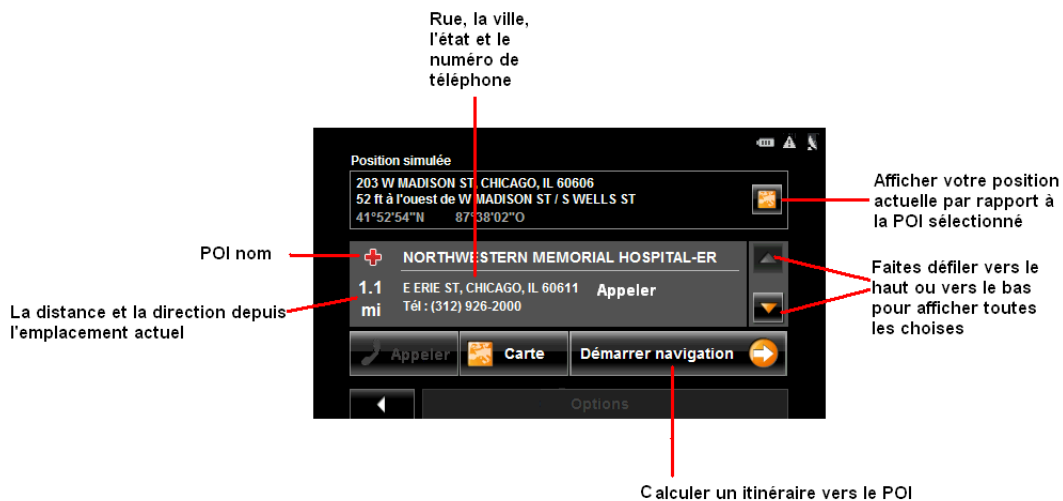 Rue, la ville,
l'état et le
numéro de
téléphone
Position simulée
203 W MADISON ST, CHICAGO, IL 60606
52 ft à l'ouest de W MADISON ST / S WELLS ST
41°52'54"N 87°38'02"O
Afficher votre position
actuelle par rapport à
la POI sélectionné
POI nom
NORTHWESTERN MEMORIAL HOSPITAL-ER
1.1
mi
E ERIE ST, CHICAGO, IL 60611 Appeler
Tél : (312) 926-2000
Faites défiler vers le
haut ou vers le bas
pour afficher toutes
les choises
La distance et la direction depuis
l'emplacement actuel
Appeler Carte Démarrer navigation
Options
Calculer un itinéraire vers le POI